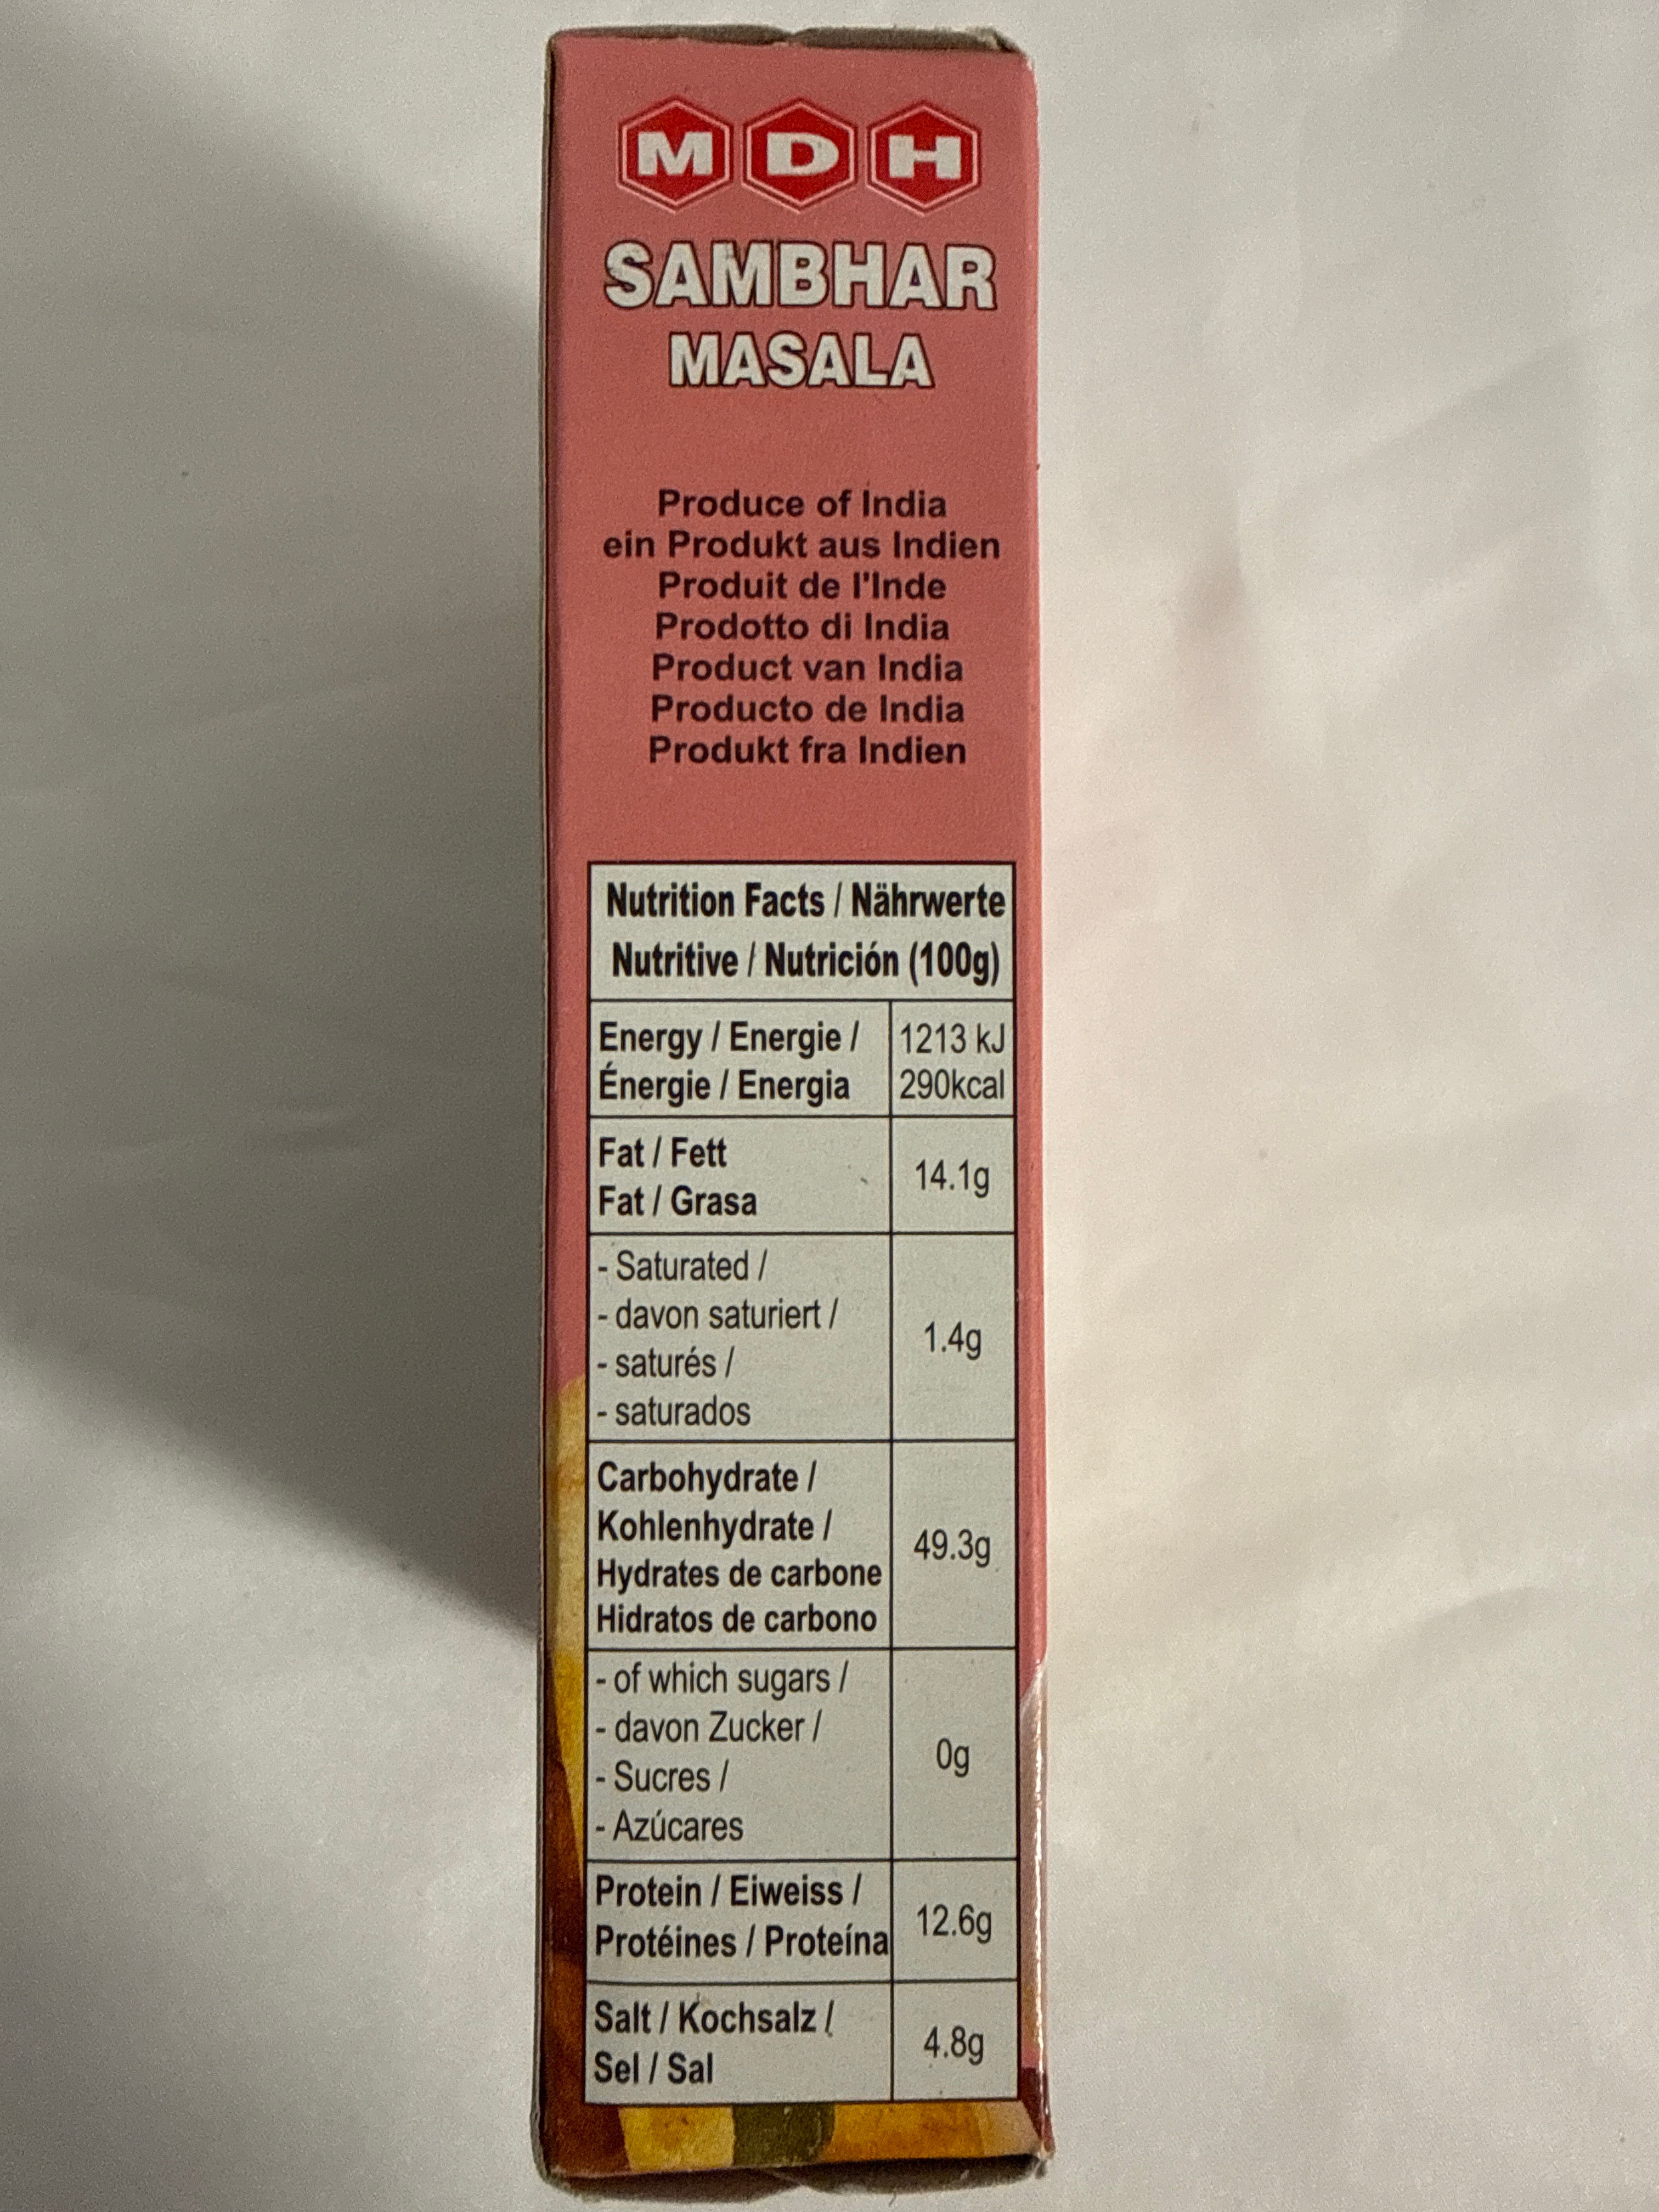 MDH
SAMBHAR
MASALA
Produce of India
ein Produkt aus Indien
Produit de l'Inde
Prodotto di India
Product van India
Producto de India
Produkt fra Indien
Nutrition Facts / Nährwerte
Nutritive / Nutrición (100g)
Energy / Energie / 1213 kJ
Énergie / Energia 290kcal
Fat / Fett
Fat / Grasa
14.1g
- Saturated /
- davon saturiert /
- saturés /
- saturados
1.4g
Carbohydrate /
Kohlenhydrate /
Hydrates de carbone
Hidratos de carbono
49.3g
- of which sugars /
- davon Zucker /
- Sucres /
- Azúcares
0g
Protein / Eiweiss /
Protéines / Proteína
12.6g
Salt / Kochsalz /
Sel / Sal
4.8g